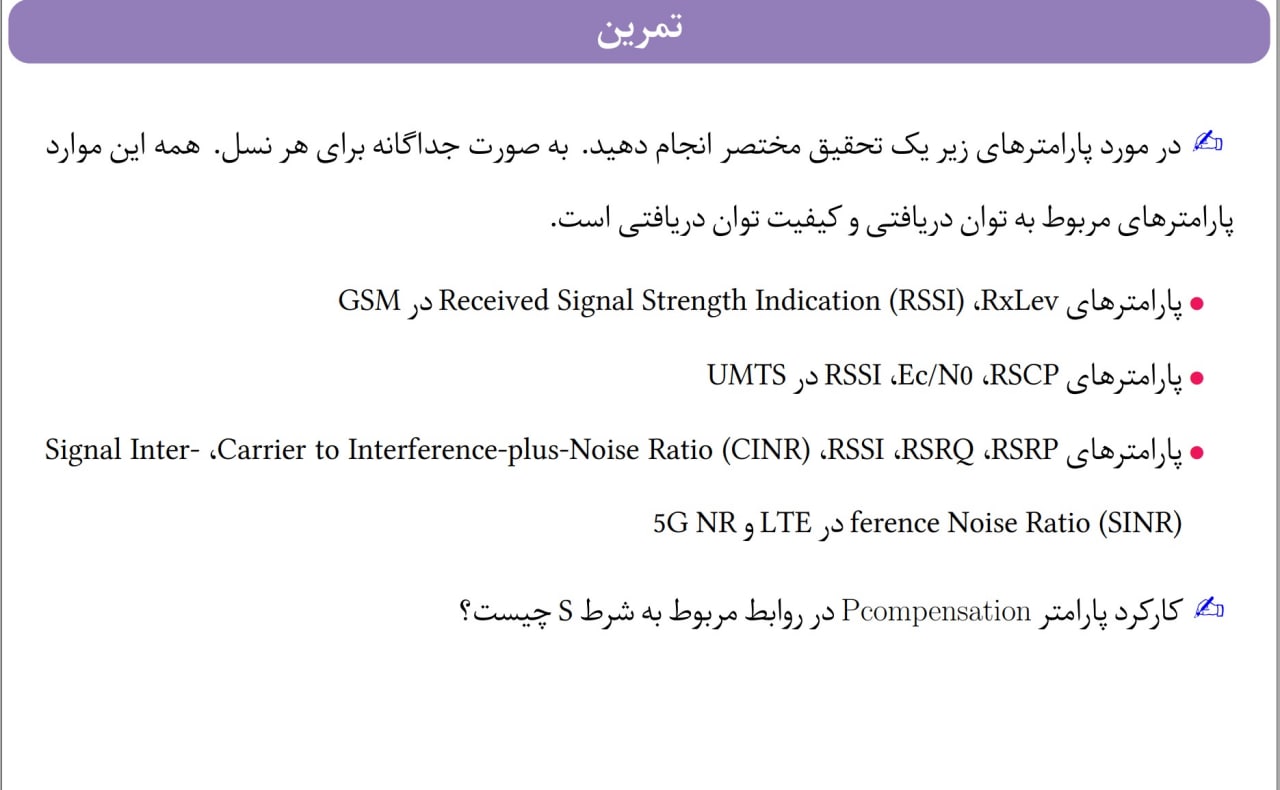 تمرین
در مورد پارامترهای زیر یک تحقیق مختصر انجام دهید. به صورت جداگانه برای هر نسل. همه این موارد
پارامترهای مربوط به توان دریافتی و کیفیت توان دریافتی است.
پارامترهای RxLev، Received Signal Strength Indication (RSSI) در GSM
پارامترهای RSCP، Ec/N0، RSSI در UMTS
پارامترهای RSRP، RSRQ، RSSI، Carrier to Interference-plus-Noise Ratio (CINR)، Signal Inter-
ference Noise Ratio (SINR) در LTE و 5G NR
کارکرد پارامتر Pcompensation در روابط مربوط به شرط S چیست؟